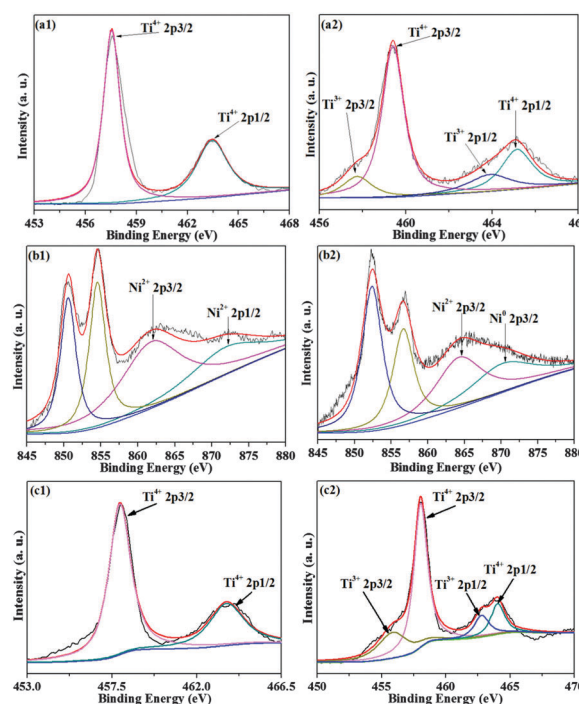 (a1)
Ti4+ 2p3/2
Ti4+ 2p1/2
Intensity (a. u.)
453 456 459 462 465 468
Binding Energy (eV)
(a2)
Ti4+ 2p3/2
Ti3+ 2p3/2
Ti4+ 2p1/2
Ti3+ 2p1/2
Intensity (a. u.)
456 460 464
Binding Energy (eV)
(b1)
Ni2+ 2p3/2
Ni2+ 2p1/2
Intensity (a. u.)
845 850 855 860 865 870 875 880
Binding Energy (eV)
(b2)
Ni2+ 2p3/2
Ni0 2p3/2
Intensity (a. u.)
845 850 855 860 865 870 875 880
Binding Energy (eV)
(c1)
Ti4+ 2p3/2
Ti4+ 2p1/2
Intensity (a. u.)
453.0 457.5 462.0 466.5
Binding Energy (eV)
(c2)
Ti4+ 2p3/2
Ti4+ 2p1/2
Ti3+ 2p3/2
Ti3+ 2p1/2
Intensity (a. u.)
450 455 460 465 470
Binding Energy (eV)